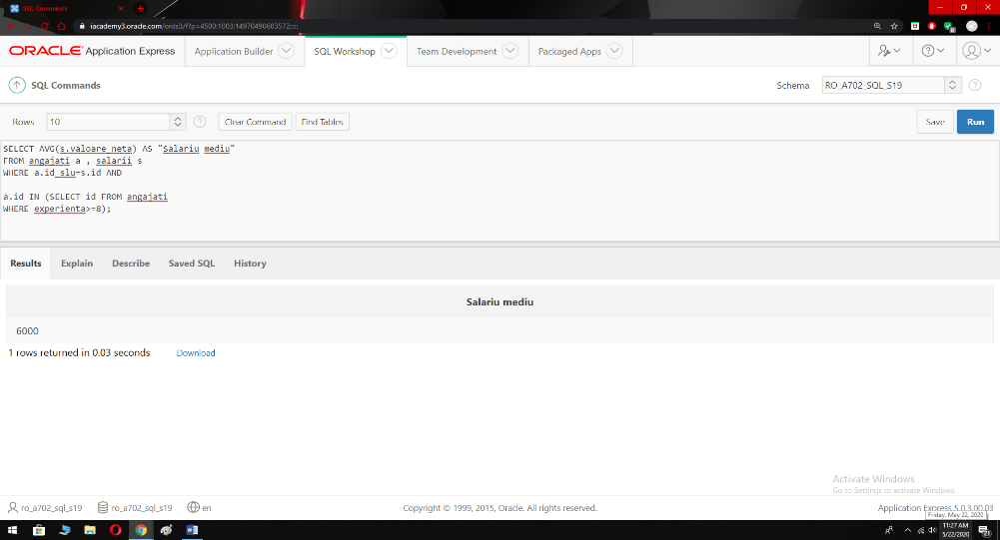 SQL Commands
iacademy3.oracle.com/ords3/f?p=4500:1003:14970490603572:::::
ORACLE Application Express Application Builder SQL Workshop Team Development Packaged Apps
SQL Commands Schema RO_A702_SQL_S19
Rows 10 Clear Command Find Tables Save Run
SELECT AVG(s.valoare_neta) AS "Salariu mediu"
FROM angajati a , salarii s
WHERE a.id_slu=s.id AND
a.id IN (SELECT id FROM angajati
WHERE experienta>=8);
Results Explain Describe Saved SQL History
Salariu mediu
6000
1 rows returned in 0.03 seconds Download
Activate Windows
Go to Settings to activate Windows.
ro_a702_sql_s19 ro_a702_sql_s19 en Copyright © 1999, 2015, Oracle. All rights reserved. Application Express 5.0.3.00.03
Friday, May 22, 2020
11:27 AM
5/22/2020
21